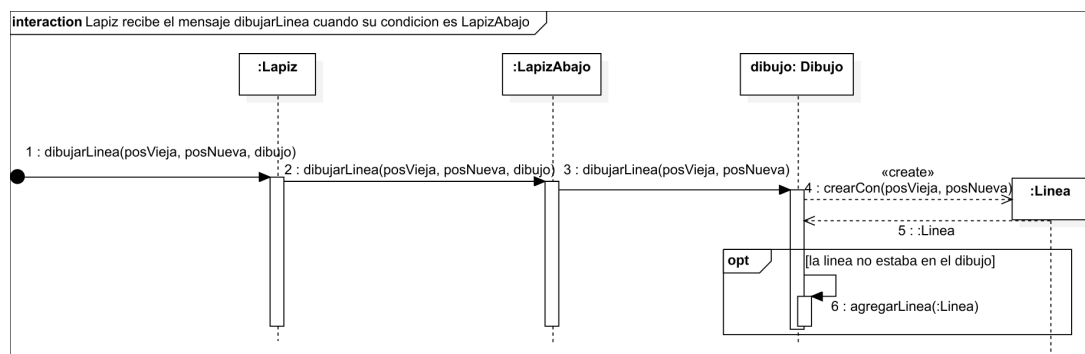 interaction Lapiz recibe el mensaje dibujarLinea cuando su condicion es LapizAbajo
:Lapiz
:LapizAbajo
dibujo: Dibujo
1 : dibujarLinea(posVieja, posNueva, dibujo)
2 : dibujarLinea(posVieja, posNueva, dibujo)
3 : dibujarLinea(posVieja, posNueva)
«create»
4 : crearCon(posVieja, posNueva)
:Linea
5 : :Linea
opt
[la linea no estaba en el dibujo]
6 : agregarLinea(:Linea)